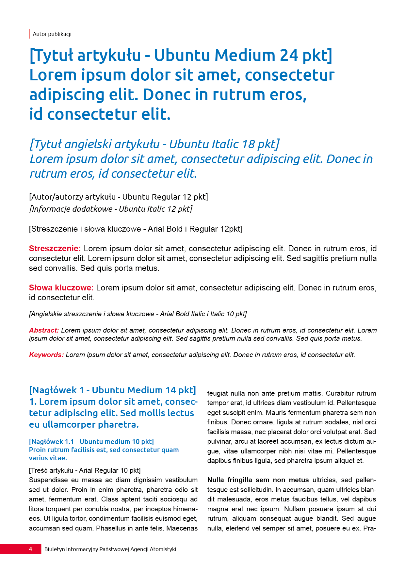 Autor publikacji
[Tytuł artykułu - Ubuntu Medium 24 pkt]
Lorem ipsum dolor sit amet, consectetur
adipiscing elit. Donec in rutrum eros,
id consectetur elit.
[Tytuł angielski artykułu - Ubuntu Italic 18 pkt]
Lorem ipsum dolor sit amet, consectetur adipiscing elit. Donec in
rutrum eros, id consectetur elit.
[Autor/autorzy artykułu - Ubuntu Regular 12 pkt]
[Informacje dodatkowe - Ubuntu Italic 12 pkt]
[Streszczenie i słowa kluczowe - Arial Bold i Regular 12pkt]
Streszczenie: Lorem ipsum dolor sit amet, consectetur adipiscing elit. Donec in rutrum eros, id
consectetur elit. Lorem ipsum dolor sit amet, consectetur adipiscing elit. Sed sagittis pretium nulla
sed convallis. Sed quis porta metus.
Słowa kluczowe: Lorem ipsum dolor sit amet, consectetur adipiscing elit. Donec in rutrum eros,
id consectetur elit.
[Angielskie streszczenie i słowa kluczowe - Arial Bold Italic i Italic 10 pkt]
Abstract: Lorem ipsum dolor sit amet, consectetur adipiscing elit. Donec in rutrum eros, id consectetur elit. Lorem
ipsum dolor sit amet, consectetur adipiscing elit. Sed sagittis pretium nulla sed convallis. Sed quis porta metus.
Keywords: Lorem ipsum dolor sit amet, consectetur adipiscing elit. Donec in rutrum eros, id consectetur elit.
[Nagłówek 1 - Ubuntu Medium 14 pkt]
1. Lorem ipsum dolor sit amet, consec-
tetur adipiscing elit. Sed mollis lectus
eu ullamcorper pharetra.
[Nagłówek 1.1 - Ubuntu medium 10 pkt]
Proin rutrum facilisis est, sed consectetur quam
varius vitae.
[Treść artykułu - Arial Regular 10 pkt]
Suspendisse eu massa ac diam dignissim vestibulum
sed ut dolor. Proin in enim pharetra, pharetra odio sit
amet, fermentum erat. Class aptent taciti sociosqu ad
litora torquent per conubia nostra, per inceptos himena-
eos. Ut ligula tortor, condimentum facilisis euismod eget,
accumsan sed quam. Phasellus in ante felis. Maecenas
feugiat nulla non ante pretium mattis. Curabitur rutrum
tempor erat, id ultrices diam vestibulum id. Pellentesque
eget suscipit enim. Mauris fermentum pharetra sem non
finibus. Donec ornare, ligula at rutrum sodales, nisl orci
facilisis massa, nec placerat dolor orci volutpat erat. Sed
pulvinar, arcu at laoreet accumsan, ex lectus dictum au-
gue, vitae ullamcorper nibh nisi vitae mi. Pellentesque
dapibus finibus ligula, sed pharetra ipsum aliquet et.
Nulla fringilla sem non metus ultricies, sed pellen-
tesque est sollicitudin. In accumsan, quam ultricies blan-
dit malesuada, eros metus faucibus tellus, vel dapibus
magna erat nec ipsum. Nullam posuere ipsum at dui
rutrum, aliquam consequat augue blandit. Sed augue
nulla, eleifend vel semper sit amet, posuere eu ex. Pra-
4 Biuletyn Informacyjny Państwowej Agencji Atomistyki